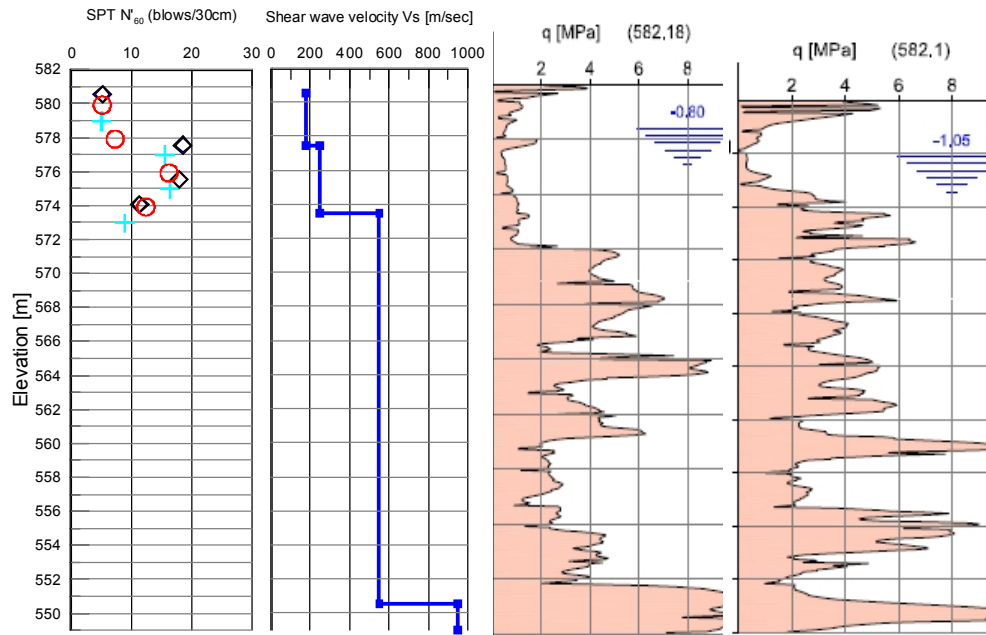 SPT N'60 (blows/30cm)
0 10 20 30
Shear wave velocity Vs [m/sec]
0 200 400 600 800 1000
q [MPa] (582,18)
2 4 6 8
q [MPa] (582,1)
2 4 6 8
Elevation [m]
582
580
578
576
574
572
570
568
566
564
562
560
558
556
554
552
550
-0,80
-1,05